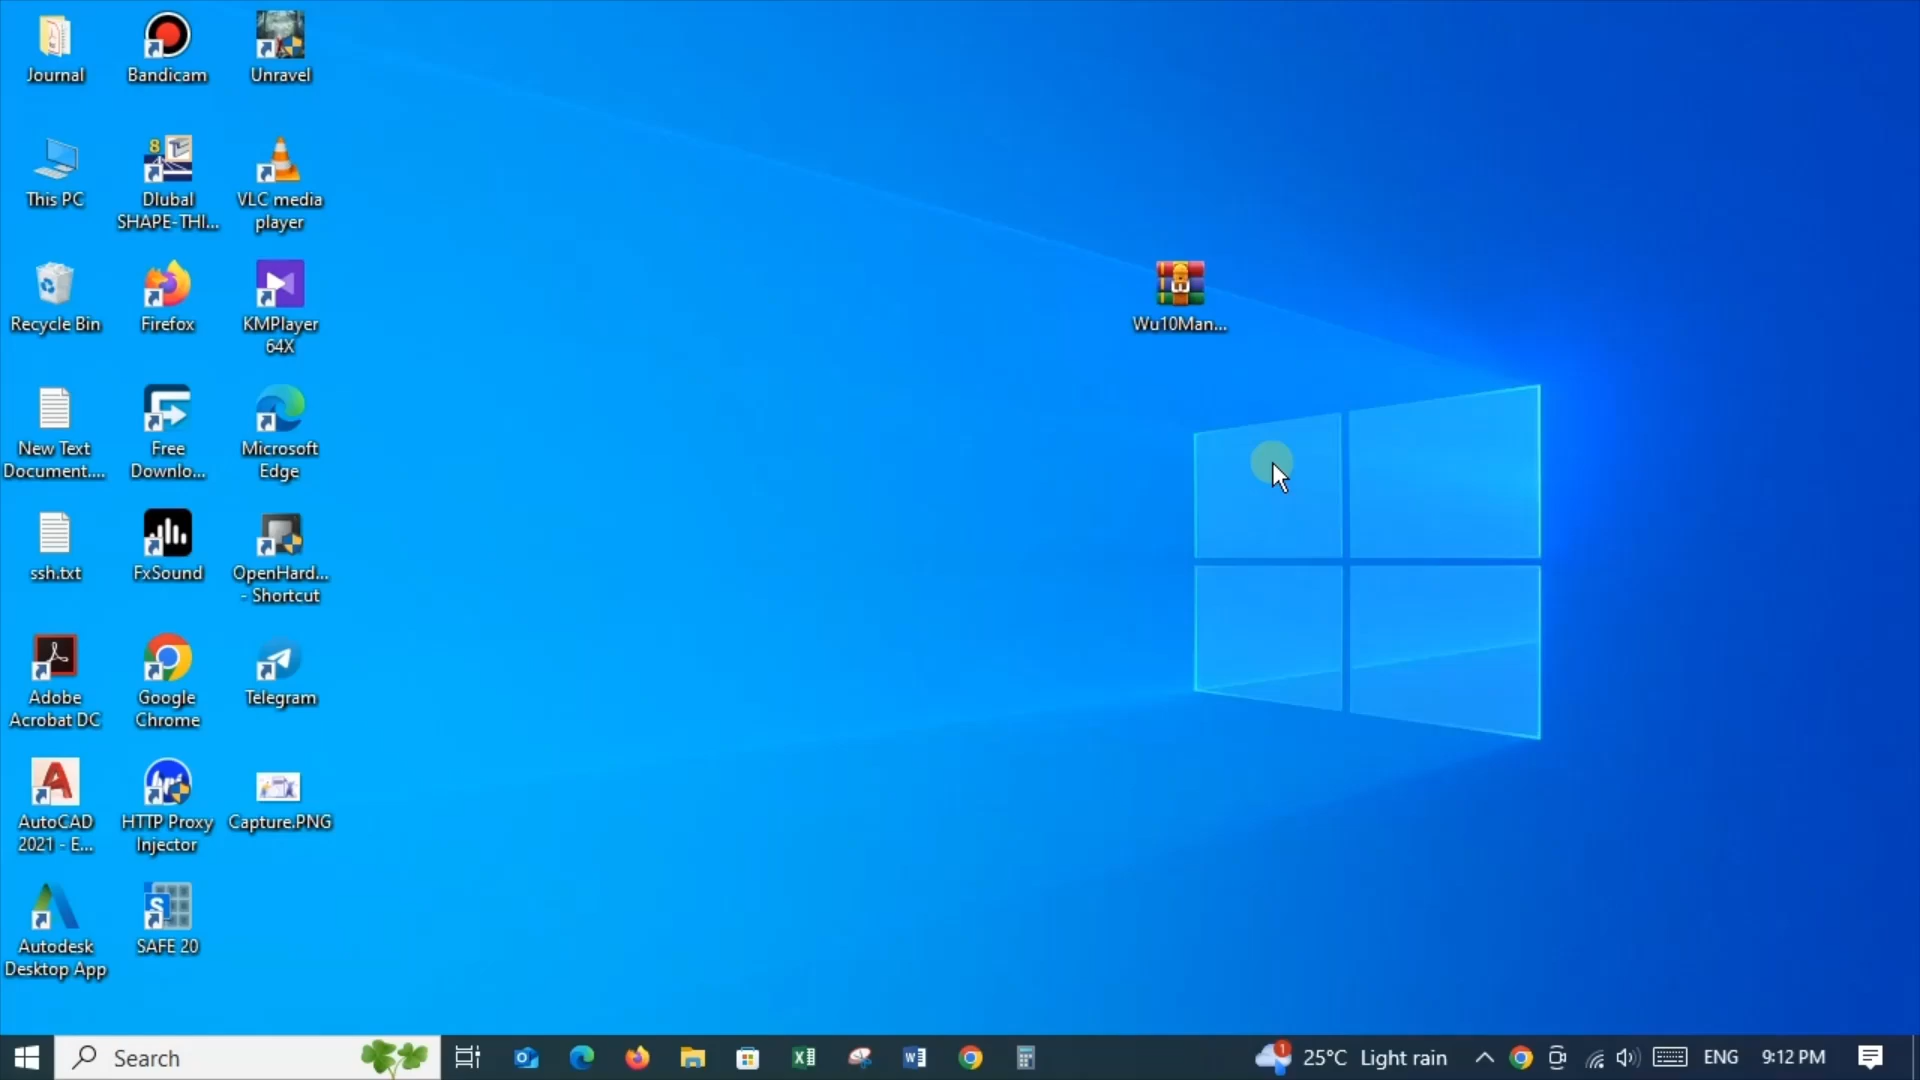 Journal
Bandicam
Unravel
This PC
Dlubal
SHAPE-THI...
VLC media
player
Recycle Bin
Firefox
KMPlayer
64X
New Text
Document....
Free
Downlo...
Microsoft
Edge
ssh.txt
FxSound
OpenHard...
- Shortcut
Adobe
Acrobat DC
Google
Chrome
Telegram
AutoCAD
2021 - E...
HTTP Proxy
Injector
Capture.PNG
Autodesk
Desktop App
SAFE 20
Wu10Man...
Search
1
25°C Light rain
ENG
9:12 PM